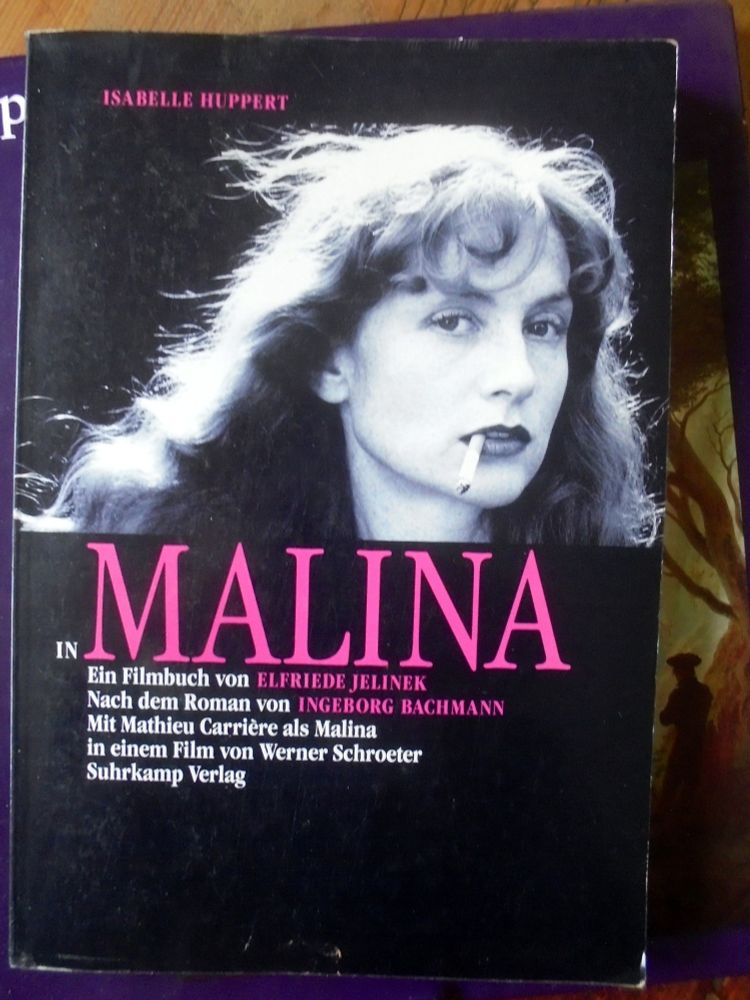 p
ISABELLE HUPPERT
IN MALINA
Ein Filmbuch von ELFRIEDE JELINEK
Nach dem Roman von INGEBORG BACHMANN
Mit Mathieu Carrière als Malina
in einem Film von Werner Schroeter
Suhrkamp Verlag